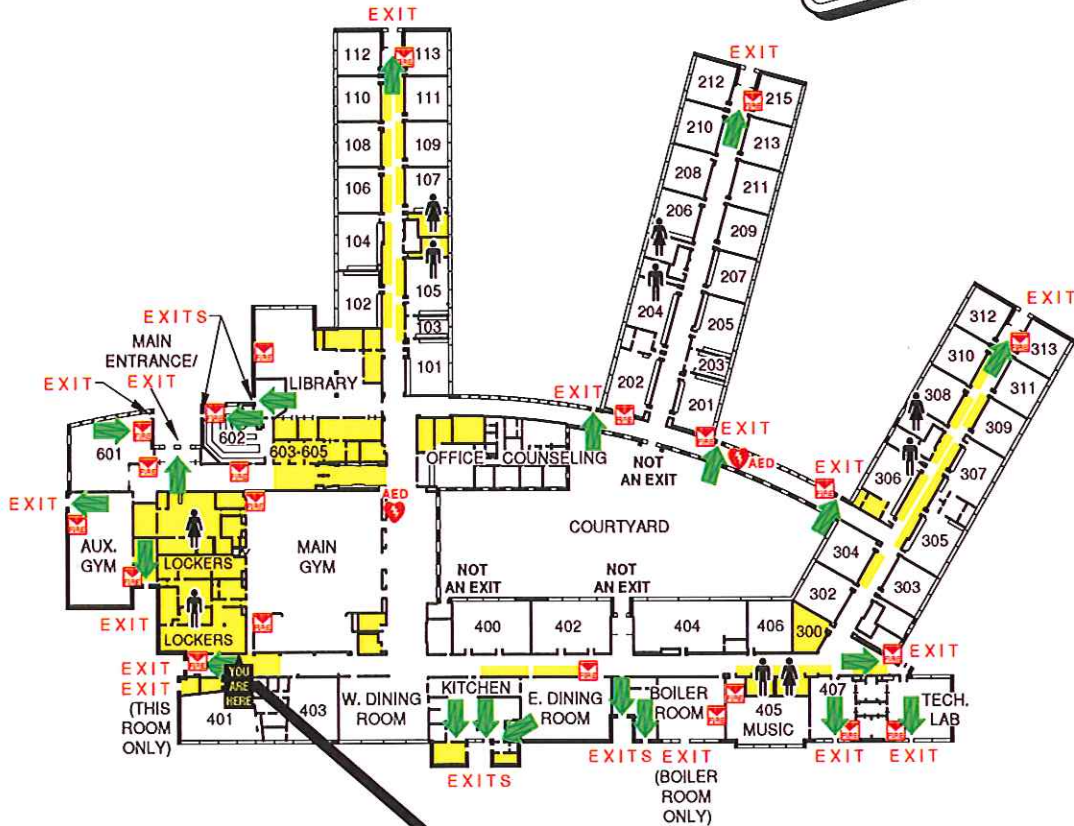 EXIT
112
113
110
111
108
109
106
107
104
102
105
103
101
EXIT
212
215
210
213
208
211
206
209
204
207
205
203
202
201
EXIT
312
313
310
311
308
309
306
307
305
304
303
302
300
EXITS
MAIN
ENTRANCE/
EXIT
EXIT
LIBRARY
602
603-605
601
EXIT
OFFICE
COUNSELING
EXIT
NOT
AN EXIT
EXIT
AED
AED
COURTYARD
EXIT
EXIT
AUX.
GYM
LOCKERS
LOCKERS
MAIN
GYM
NOT
AN EXIT
NOT
AN EXIT
400
402
404
406
EXIT
EXIT
EXIT
(THIS
ROOM
ONLY)
YOU
ARE
HERE
401
403
W. DINING
ROOM
KITCHEN
E. DINING
ROOM
BOILER
ROOM
405
MUSIC
407
TECH.
LAB
EXIT
EXITS
EXITS
EXIT
(BOILER
ROOM
ONLY)
EXIT
EXIT